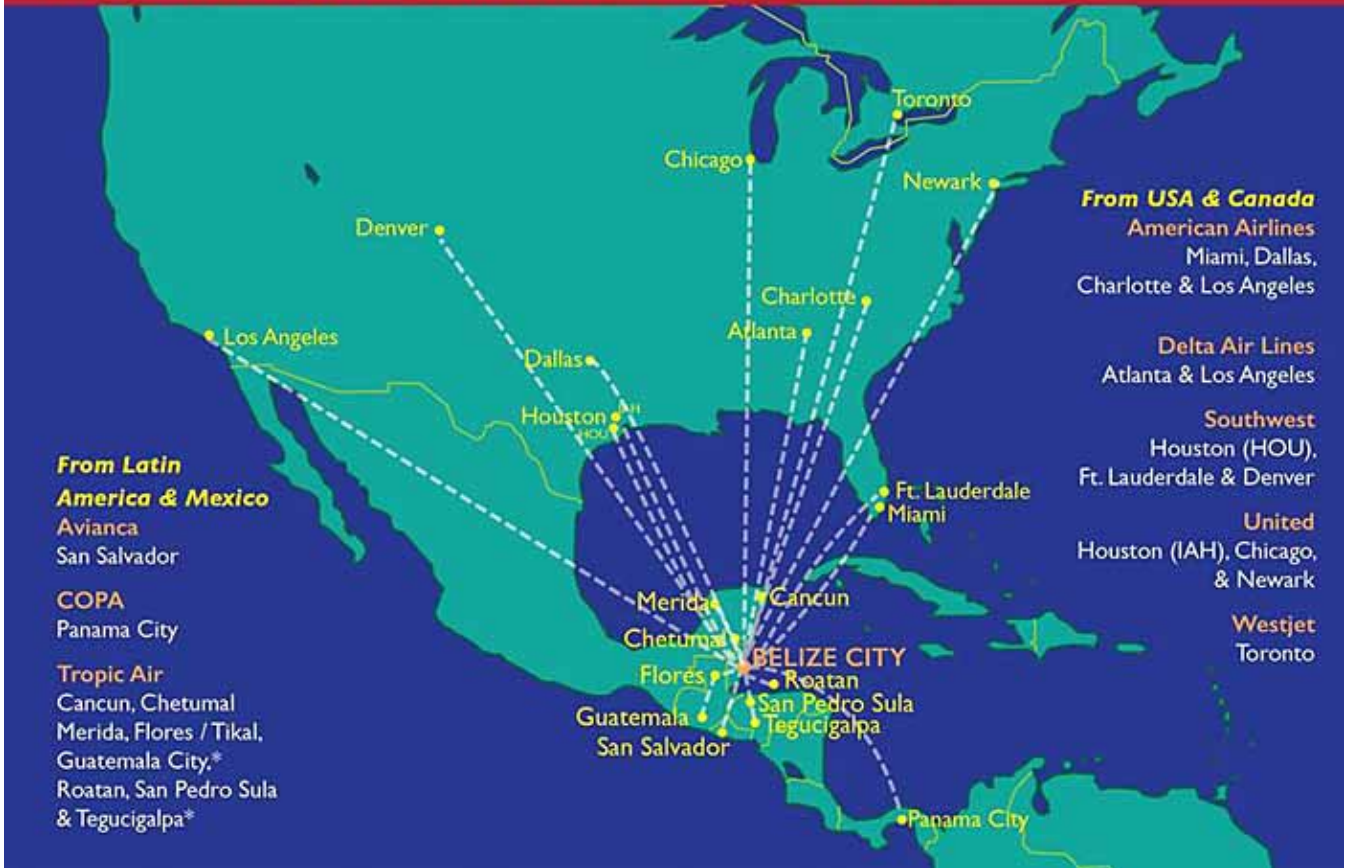 Toronto
Chicago
Newark
Denver
Charlotte
Atlanta
Los Angeles
Dallas
Houston
IAH
HOU
Ft. Lauderdale
Miami
Merida
Cancun
Chetumal
BELIZE CITY
Flores
Roatan
San Pedro Sula
Guatemala
Tegucigalpa
San Salvador
Panama City
From USA & Canada
American Airlines
Miami, Dallas,
Charlotte & Los Angeles
Delta Air Lines
Atlanta & Los Angeles
Southwest
Houston (HOU),
Ft. Lauderdale & Denver
United
Houston (IAH), Chicago,
& Newark
Westjet
Toronto
From Latin
America & Mexico
Avianca
San Salvador
COPA
Panama City
Tropic Air
Cancun, Chetumal
Merida, Flores / Tikal,
Guatemala City,*
Roatan, San Pedro Sula
& Tegucigalpa*